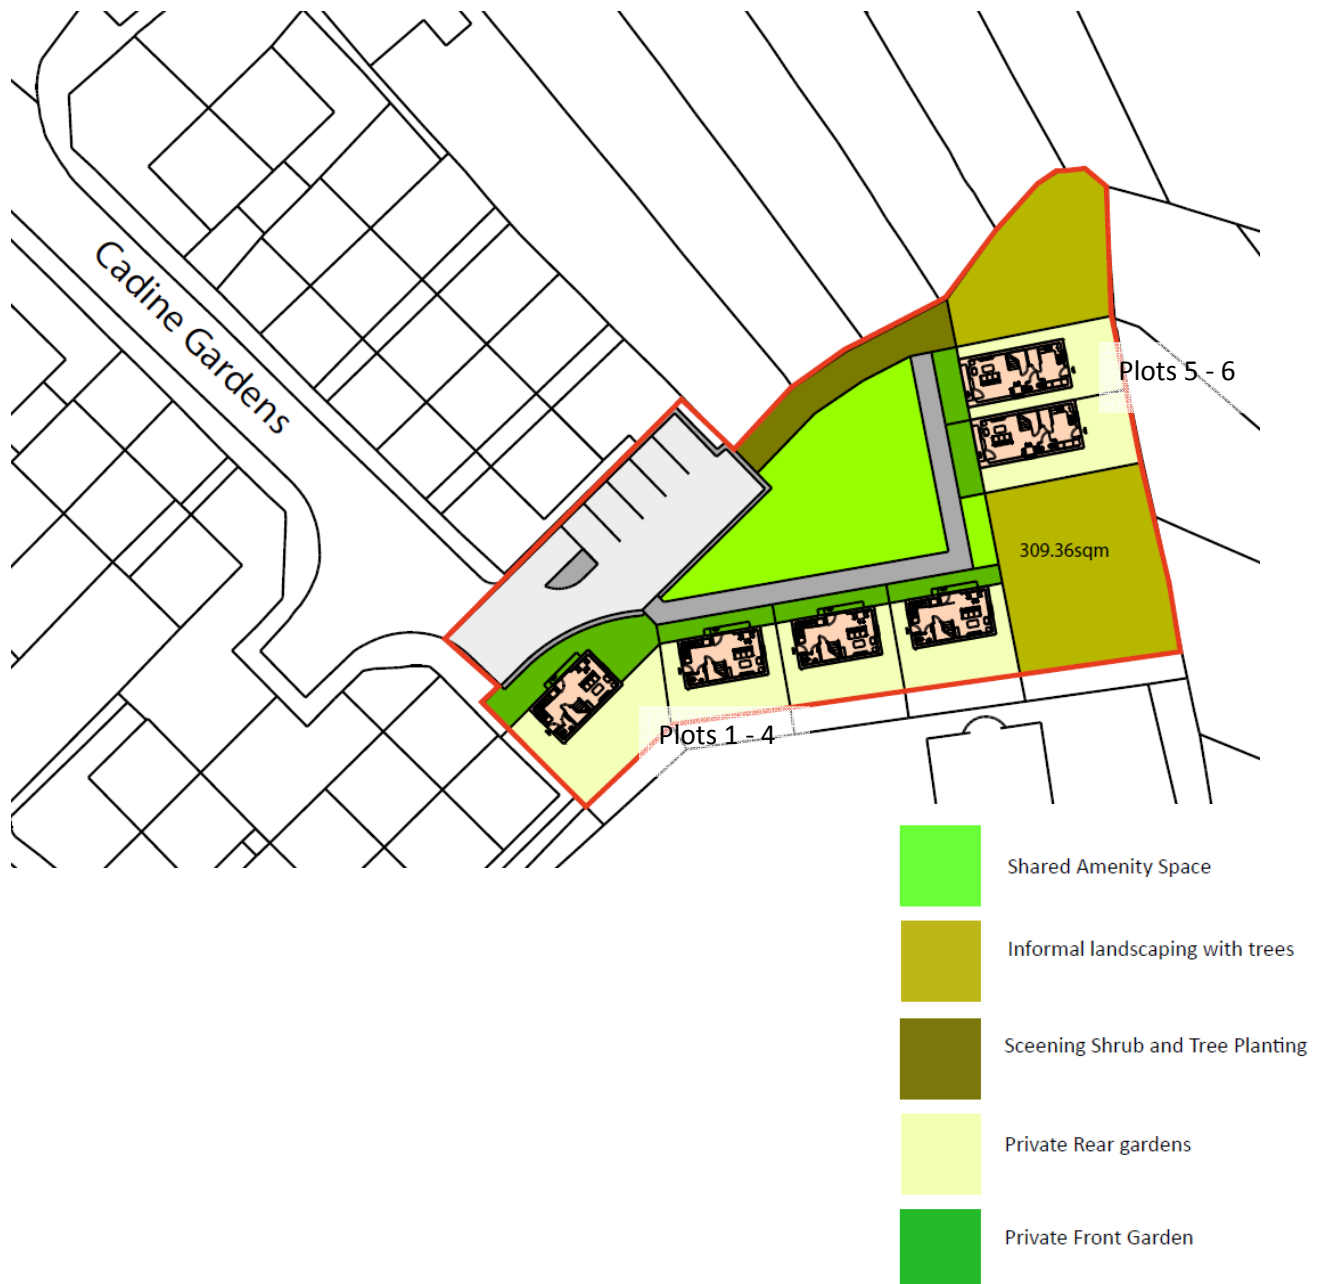 Cadine Gardens
Plots 5 - 6
309.36sqm
Plots 1 - 4
Shared Amenity Space
Informal landscaping with trees
Sceening Shrub and Tree Planting
Private Rear gardens
Private Front Garden